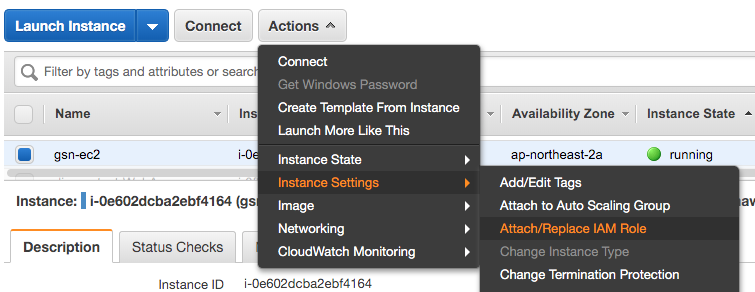 Launch Instance Connect Actions
Filter by tags and attributes or searc
Connect
Get Windows Password
Create Template From Instance
Launch More Like This
Name Ins Availability Zone Instance State
gsn-ec2 i-0e ap-northeast-2a running
Instance State
Instance Settings
Image
Networking
CloudWatch Monitoring
Add/Edit Tags
Attach to Auto Scaling Group
Attach/Replace IAM Role
Change Instance Type
Change Termination Protection
Instance: i-0e602dcba2ebf4164 (gsn
Description Status Checks
Instance ID i-0e602dcba2ebf4164